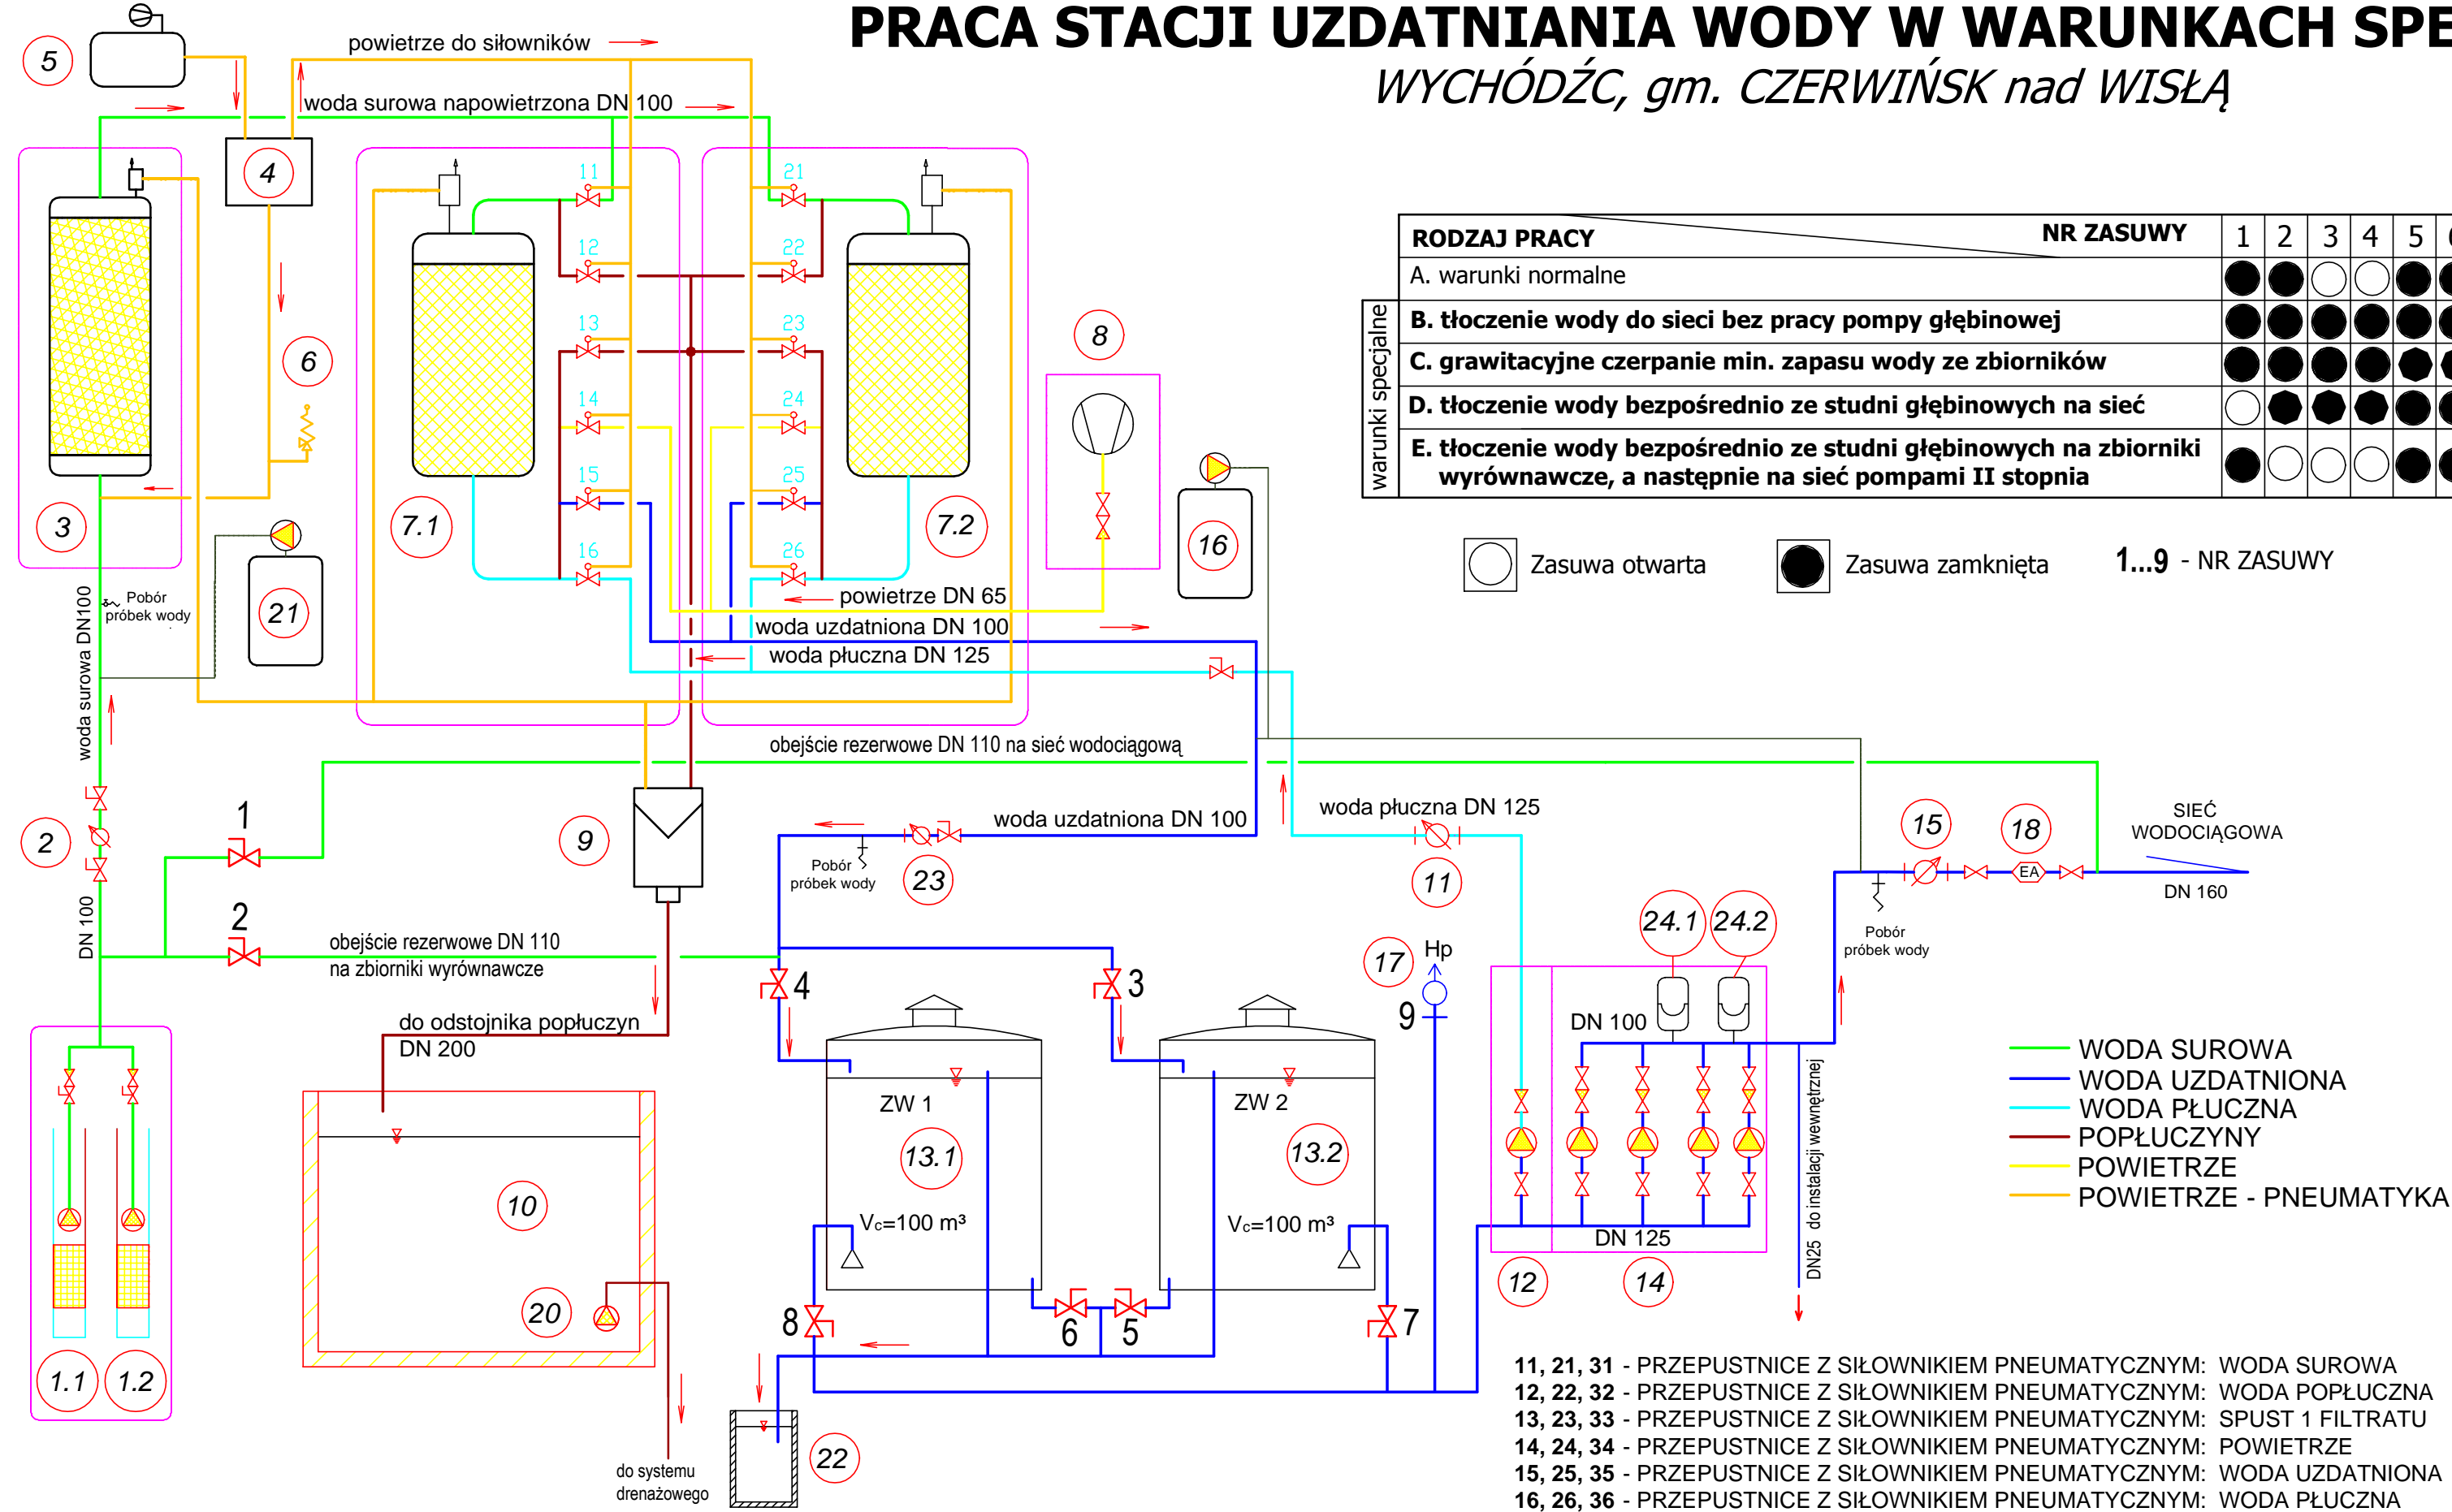 PRACA STACJI UZDATNIANIA WODY W WARUNKACH SPE
WYCHÓDŹC, gm. CZERWIŃSK nad WISŁĄ
5
powietrze do siłowników
woda surowa napowietrzona DN 100
4
3
6
11
12
13
14
15
16
21
22
23
24
25
26
7.1
7.2
8
16
21
RODZAJ PRACY
NR ZASUWY
1 2 3 4 5
A. warunki normalne
warunki specjalne
B. tłoczenie wody do sieci bez pracy pompy głębinowej
C. grawitacyjne czerpanie min. zapasu wody ze zbiorników
D. tłoczenie wody bezpośrednio ze studni głębinowych na sieć
E. tłoczenie wody bezpośrednio ze studni głębinowych na zbiorniki
wyrównawcze, a następnie na sieć pompami II stopnia
Zasuwa otwarta
Zasuwa zamknięta
1...9 - NR ZASUWY
Pobór
próbek wody
woda surowa DN100
powietrze DN 65
woda uzdatniona DN 100
woda płuczna DN 125
obejście rezerwowe DN 110 na sieć wodociągową
2
1
9
woda uzdatniona DN 100
Pobór
próbek wody
23
woda płuczna DN 125
11
15
18
EA
SIEĆ
WODOCIĄGOWA
DN 160
Pobór
próbek wody
DN 100
2
obejście rezerwowe DN 110
na zbiorniki wyrównawcze
4
3
17
Hp
9
24.1
24.2
DN 100
do odstojnika popłuczyn
DN 200
ZW 1
13.1
Vc=100 m³
ZW 2
13.2
Vc=100 m³
DN 125
12
14
DN25 do instalacji wewnętrznej
WODA SUROWA
WODA UZDATNIONA
WODA PŁUCZNA
POPŁUCZYNY
POWIETRZE
POWIETRZE - PNEUMATYKA
10
20
1.1
1.2
8
6
5
7
22
do systemu
drenażowego
11, 21, 31 - PRZEPUSTNICE Z SIŁOWNIKIEM PNEUMATYCZNYM: WODA SUROWA
12, 22, 32 - PRZEPUSTNICE Z SIŁOWNIKIEM PNEUMATYCZNYM: WODA POPŁUCZNA
13, 23, 33 - PRZEPUSTNICE Z SIŁOWNIKIEM PNEUMATYCZNYM: SPUST 1 FILTRATU
14, 24, 34 - PRZEPUSTNICE Z SIŁOWNIKIEM PNEUMATYCZNYM: POWIETRZE
15, 25, 35 - PRZEPUSTNICE Z SIŁOWNIKIEM PNEUMATYCZNYM: WODA UZDATNIONA
16, 26, 36 - PRZEPUSTNICE Z SIŁOWNIKIEM PNEUMATYCZNYM: WODA PŁUCZNA